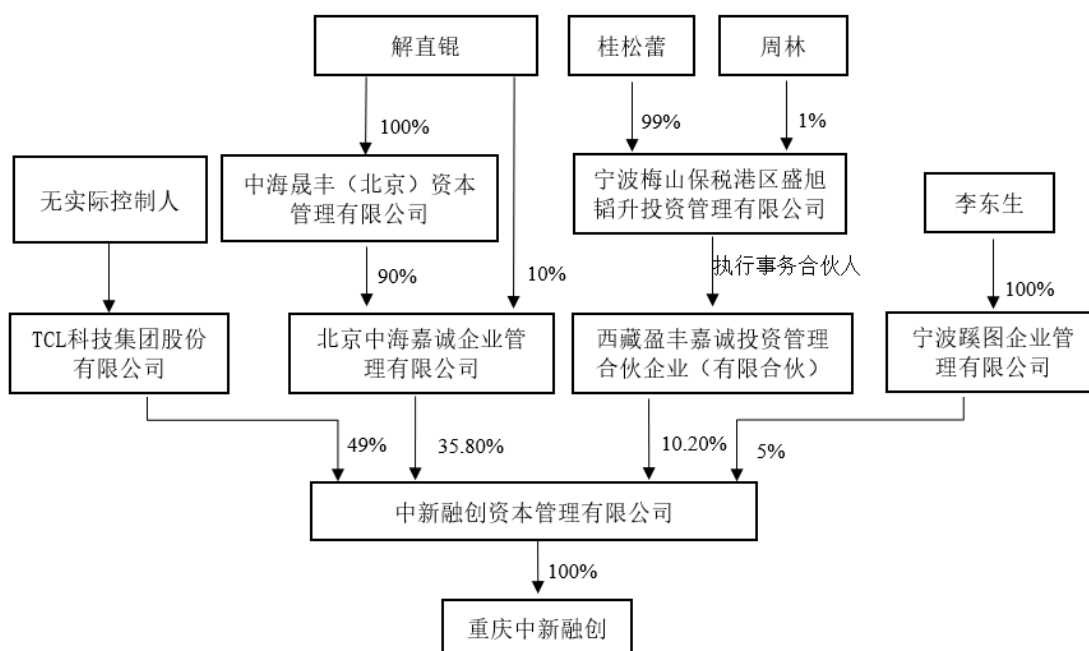 解直锟
桂松蕾
周林
100%
99%
1%
无实际控制人
中海晟丰（北京）资本
管理有限公司
宁波梅山保税港区盛旭
韬升投资管理有限公司
李东生
90%
10%
执行事务合伙人
100%
TCL科技集团股份
有限公司
北京中海嘉诚企业管
理有限公司
西藏盈丰嘉诚投资管理
合伙企业（有限合伙）
宁波蹊图企业管
理有限公司
49%
35.80%
10.20%
5%
中新融创资本管理有限公司
100%
重庆中新融创